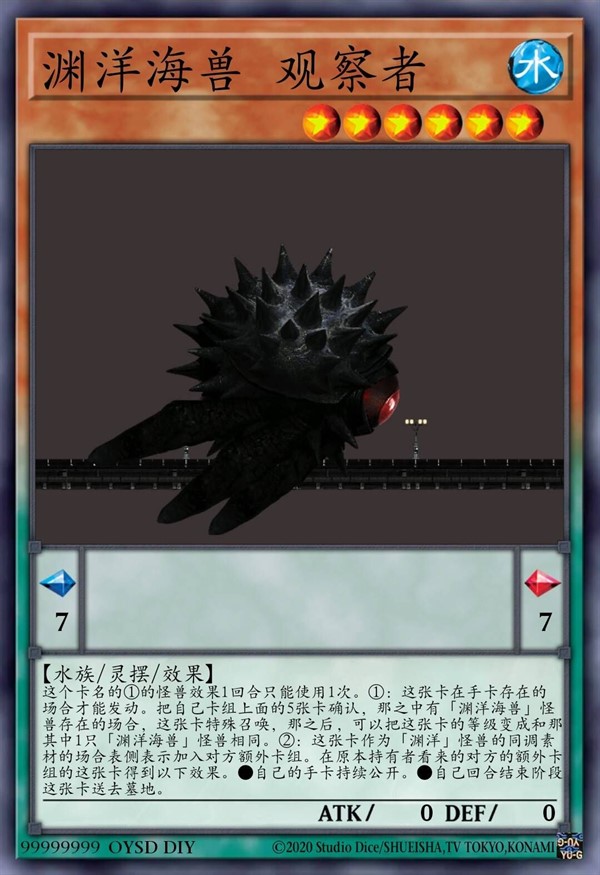 渊洋海兽 观察者
水
7
7
【水族/灵摆/效果】
这个卡名的①的怪兽效果1回合只能使用1次。①：这张卡在手卡存在的
场合才能发动。把自己卡组上面的5张卡确认，那之中有「渊洋海兽」怪
兽存在的场合，这张卡特殊召唤，那之后，可以把这张卡的等级变成和那
其中1只「渊洋海兽」怪兽相同。②：这张卡作为「渊洋」怪兽的同调素
材的场合表侧表示加入对方额外卡组。在原本持有者看来的对方的额外卡
组的这张卡得到以下效果。●自己的手卡持续公开。●自己回合结束阶段
这张卡送去墓地。
ATK/ 0 DEF/ 0
99999999 OYSD DIY
©2020 Studio Dice/SHUEISHA,TV TOKYO,KONAMI